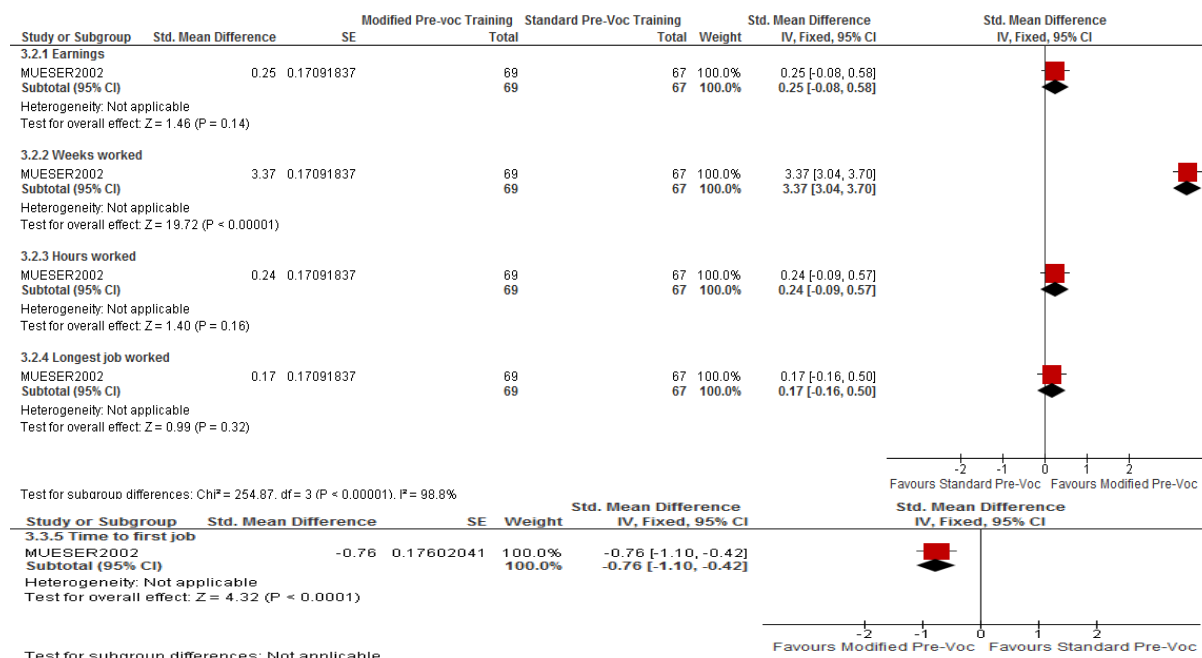 Modified Pre-voc Training Standard Pre-Voc Training Std. Mean Difference Std. Mean Difference
Study or Subgroup Std. Mean Difference SE Total Total Weight IV, Fixed, 95% CI IV, Fixed, 95% CI
3.2.1 Earnings
MUESER2002 0.25 0.17091837 69 67 100.0% 0.25 [-0.08, 0.58]
Subtotal (95% CI) 69 67 100.0% 0.25 [-0.08, 0.58]
Heterogeneity: Not applicable
Test for overall effect: Z = 1.46 (P = 0.14)
3.2.2 Weeks worked
MUESER2002 3.37 0.17091837 69 67 100.0% 3.37 [3.04, 3.70]
Subtotal (95% CI) 69 67 100.0% 3.37 [3.04, 3.70]
Heterogeneity: Not applicable
Test for overall effect: Z = 19.72 (P < 0.00001)
3.2.3 Hours worked
MUESER2002 0.24 0.17091837 69 67 100.0% 0.24 [-0.09, 0.57]
Subtotal (95% CI) 69 67 100.0% 0.24 [-0.09, 0.57]
Heterogeneity: Not applicable
Test for overall effect: Z = 1.40 (P = 0.16)
3.2.4 Longest job worked
MUESER2002 0.17 0.17091837 69 67 100.0% 0.17 [-0.16, 0.50]
Subtotal (95% CI) 69 67 100.0% 0.17 [-0.16, 0.50]
Heterogeneity: Not applicable
Test for overall effect: Z = 0.99 (P = 0.32)
-2 -1 0 1 2
Favours Standard Pre-Voc Favours Modified Pre-Voc
Test for subgroup differences: Chi² = 254.87, df = 3 (P < 0.00001), I² = 98.8%
Std. Mean Difference Std. Mean Difference
Study or Subgroup Std. Mean Difference SE Weight IV, Fixed, 95% CI IV, Fixed, 95% CI
3.3.5 Time to first job
MUESER2002 -0.76 0.17602041 100.0% -0.76 [-1.10, -0.42]
Subtotal (95% CI) 100.0% -0.76 [-1.10, -0.42]
Heterogeneity: Not applicable
Test for overall effect: Z = 4.32 (P < 0.0001)
-2 -1 0 1 2
Favours Modified Pre-Voc Favours Standard Pre-Voc
Test for subgroup differences: Not applicable